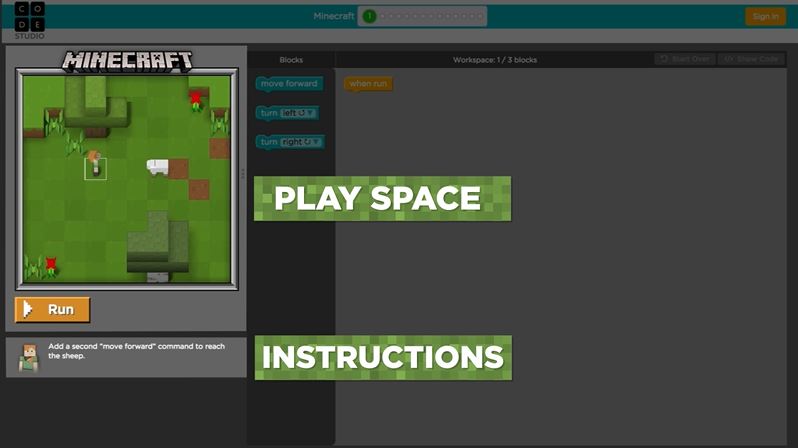 CODE
STUDIO
Minecraft 1
Sign in
MINECRAFT
Blocks
Workspace: 1 / 3 blocks
Start Over
Show Code
move forward
when run
turn left
turn right
PLAY SPACE
Run
INSTRUCTIONS
Add a second "move forward" command to reach
the sheep.